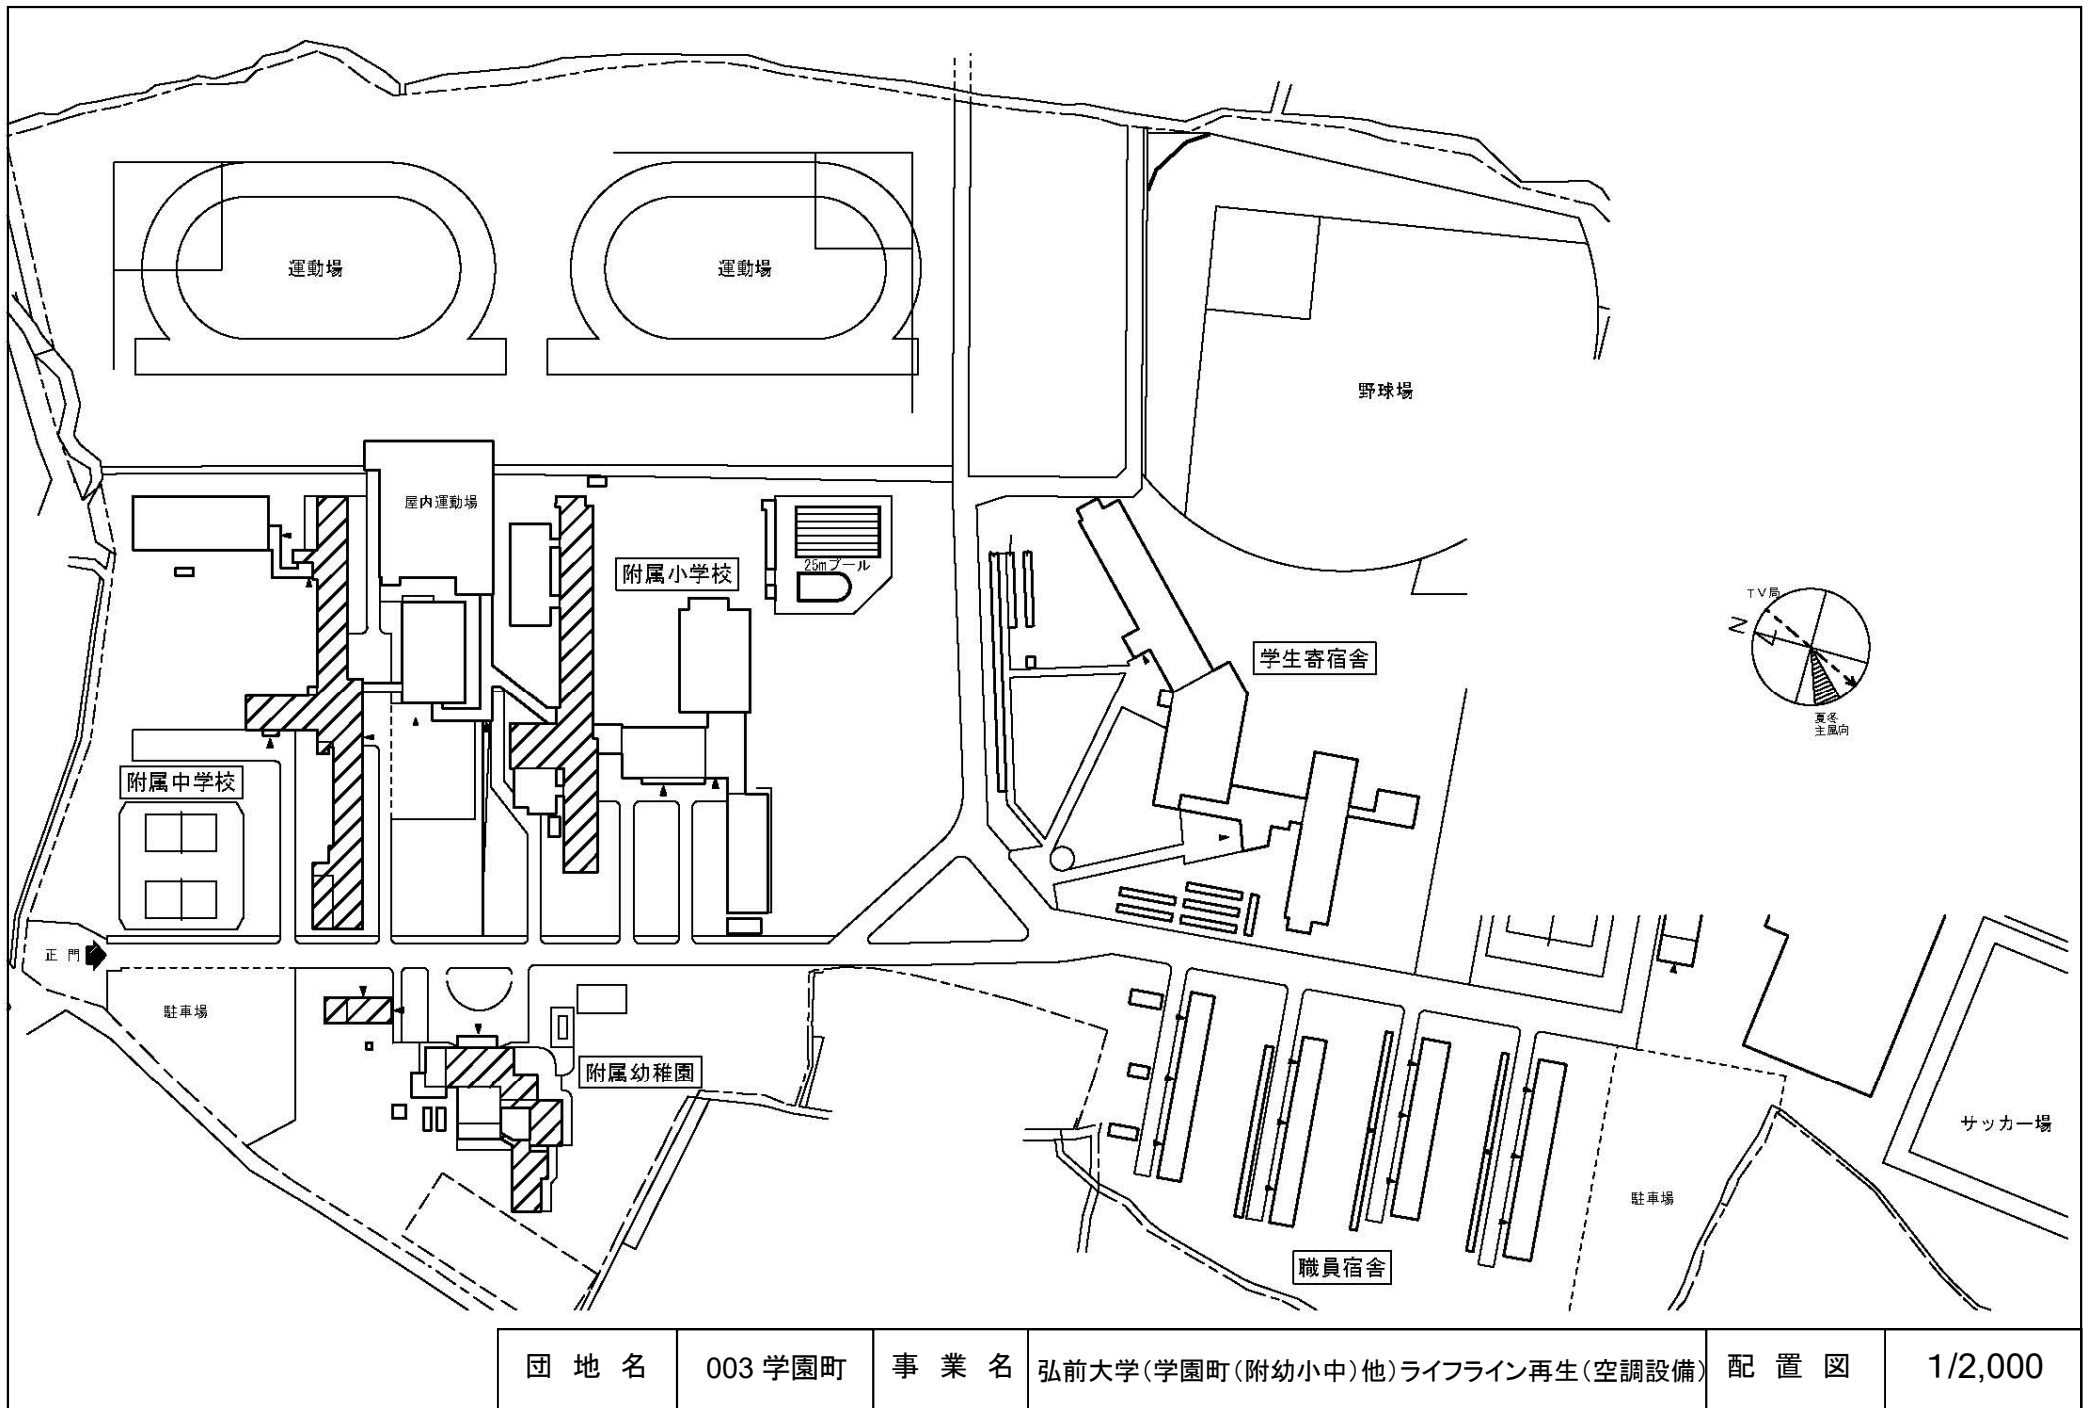 運動場
運動場
野球場
屋内運動場
25mプール
附属小学校
学生寄宿舎
TV局
N
夏冬
主風向
附属中学校
正門
駐車場
附属幼稚園
サッカー場
駐車場
職員宿舎
団地名 003 学園町 事業名 弘前大学(学園町(附幼小中)他)ライフライン再生(空調設備) 配置図 1/2,000